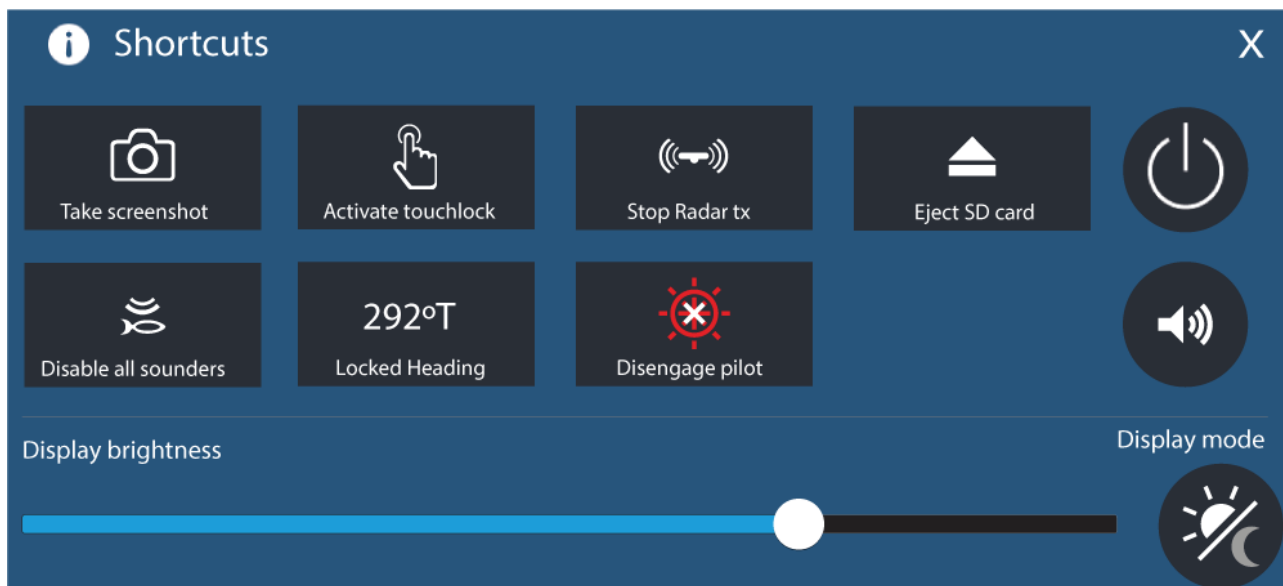 Shortcuts
X
Take screenshot
Activate touchlock
Stop Radar tx
Eject SD card
Disable all sounders
292ºT
Locked Heading
Disengage pilot
Display brightness
Display mode